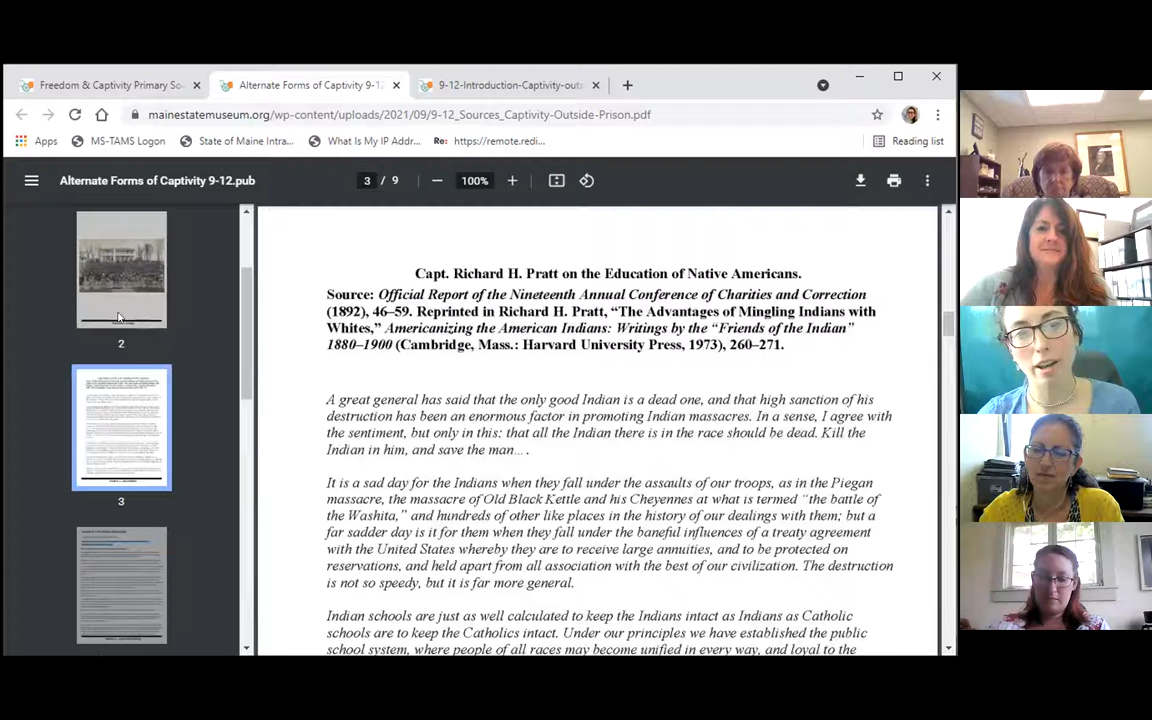 Freedom & Captivity Primary So
Alternate Forms of Captivity 9-12
9-12-Introduction-Captivity-outs
mainestatemuseum.org/wp-content/uploads/2021/09/9-12_Sources_Captivity-Outside-Prison.pdf
Apps
MS-TAMS Logon
State of Maine Intra...
What Is My IP Addr...
Re: https://remote.redi...
Reading list
Alternate Forms of Captivity 9-12.pub
3 / 9
100%
2
3
Capt. Richard H. Pratt on the Education of Native Americans.
Source: Official Report of the Nineteenth Annual Conference of Charities and Correction
(1892), 46–59. Reprinted in Richard H. Pratt, “The Advantages of Mingling Indians with
Whites,” Americanizing the American Indians: Writings by the “Friends of the Indian”
1880–1900 (Cambridge, Mass.: Harvard University Press, 1973), 260–271.
A great general has said that the only good Indian is a dead one, and that high sanction of his
destruction has been an enormous factor in promoting Indian massacres. In a sense, I agree with
the sentiment, but only in this: that all the Indian there is in the race should be dead. Kill the
Indian in him, and save the man… .
It is a sad day for the Indians when they fall under the assaults of our troops, as in the Piegan
massacre, the massacre of Old Black Kettle and his Cheyennes at what is termed “the battle of
the Washita,” and hundreds of other like places in the history of our dealings with them; but a
far sadder day is it for them when they fall under the baneful influences of a treaty agreement
with the United States whereby they are to receive large annuities, and to be protected on
reservations, and held apart from all association with the best of our civilization. The destruction
is not so speedy, but it is far more general.
Indian schools are just as well calculated to keep the Indians intact as Indians as Catholic
schools are to keep the Catholics intact. Under our principles we have established the public
school system, where people of all races may become unified in every way, and loyal to the